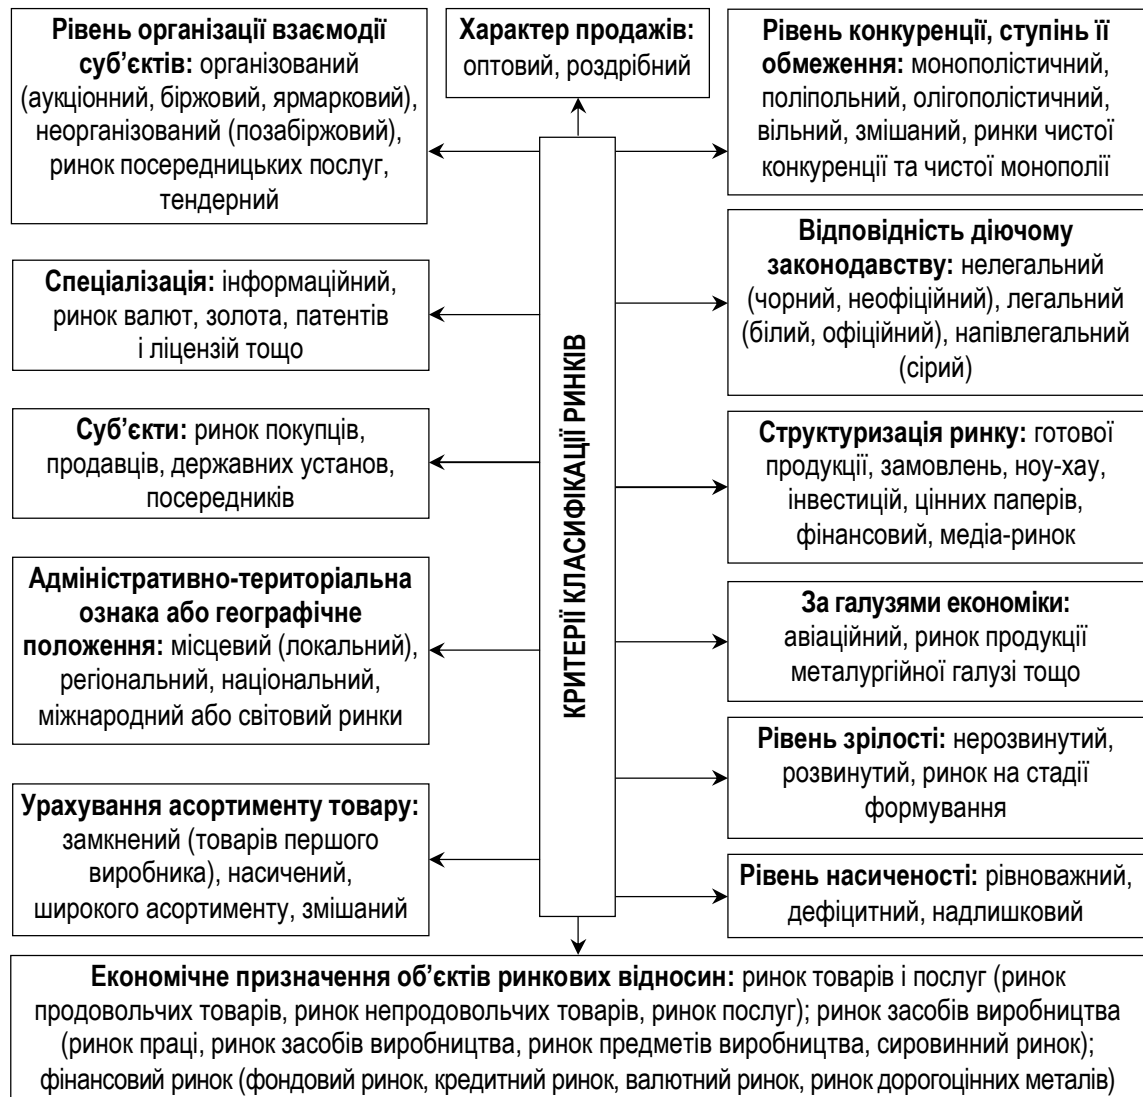 Рівень організації взаємодії
суб’єктів: організований
(аукціонний, біржовий, ярмарковий),
неорганізований (позабіржовий),
ринок посередницьких послуг,
тендерний
Характер продажів:
оптовий, роздрібний
Рівень конкуренції, ступінь її
обмеження: монополістичний,
поліпольний, олігополістичний,
вільний, змішаний, ринки чистої
конкуренції та чистої монополії
Спеціалізація: інформаційний,
ринок валют, золота, патентів
і ліцензій тощо
Відповідність діючому
законодавству: нелегальний
(чорний, неофіційний), легальний
(білий, офіційний), напівлегальний
(сірий)
Суб’єкти: ринок покупців,
продавців, державних установ,
посередників
КРИТЕРІЇ КЛАСИФІКАЦІЇ РИНКІВ
Структуризація ринку: готової
продукції, замовлень, ноу-хау,
інвестицій, цінних паперів,
фінансовий, медіа-ринок
Адміністративно-територіальна
ознака або географічне
положення: місцевий (локальний),
регіональний, національний,
міжнародний або світовий ринки
За галузями економіки:
авіаційний, ринок продукції
металургійної галузі тощо
Рівень зрілості: нерозвинутий,
розвинутий, ринок на стадії
формування
Урахування асортименту товару:
замкнений (товарів першого
виробника), насичений,
широкого асортименту, змішаний
Рівень насиченості: рівноважний,
дефіцитний, надлишковий
Економічне призначення об’єктів ринкових відносин: ринок товарів і послуг (ринок
продовольчих товарів, ринок непродовольчих товарів, ринок послуг); ринок засобів виробництва
(ринок праці, ринок засобів виробництва, ринок предметів виробництва, сировинний ринок);
фінансовий ринок (фондовий ринок, кредитний ринок, валютний ринок, ринок дорогоцінних металів)